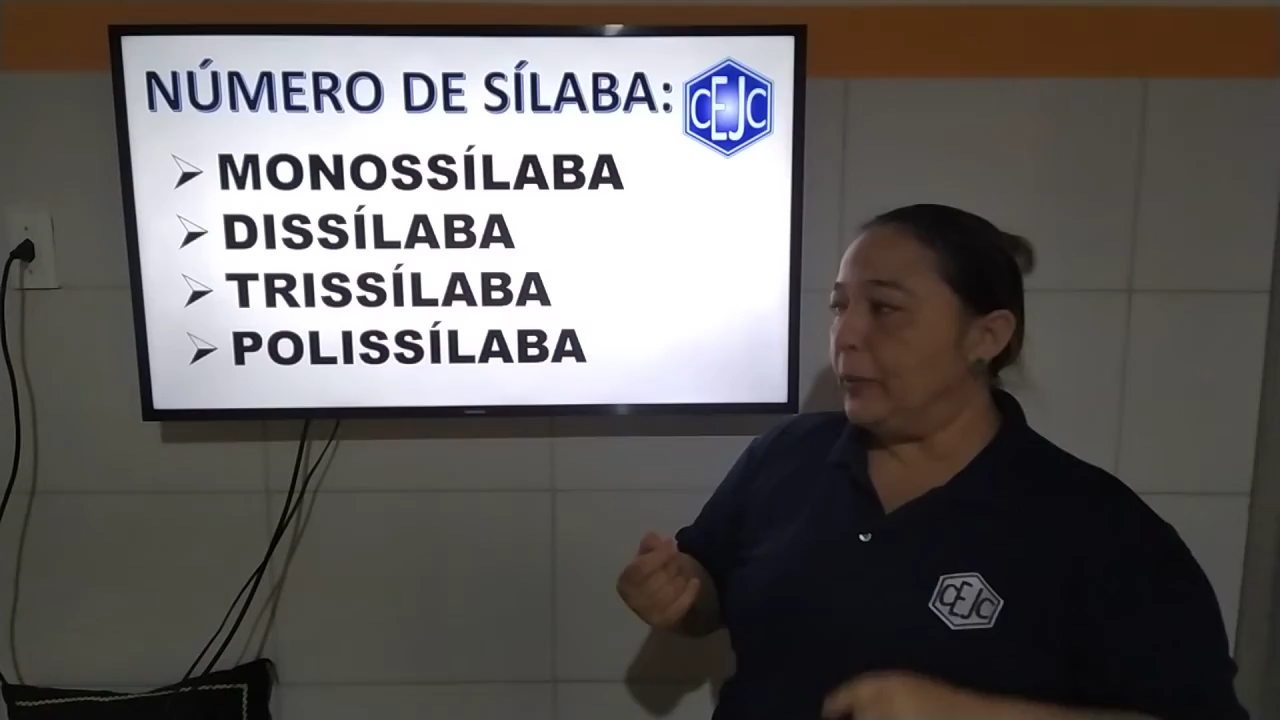 NÚMERO DE SÍLABA:
CEJC
MONOSSÍLABA
DISSÍLABA
TRISSÍLABA
POLISSÍLABA
CEJC